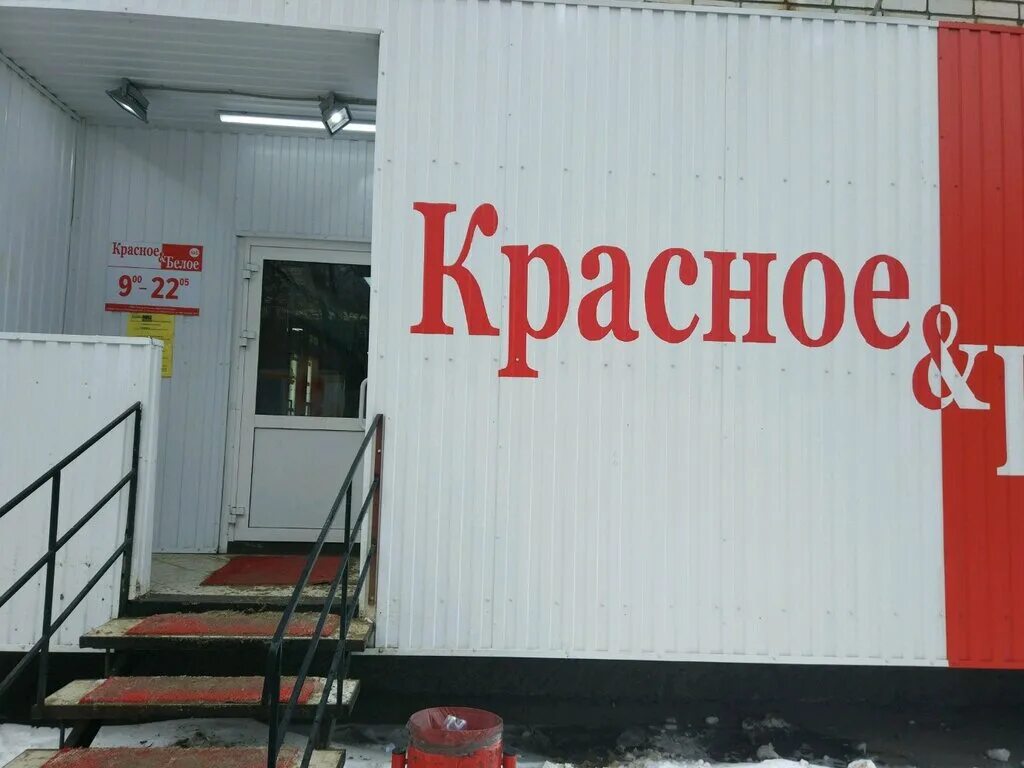 Красное
&
Белое
9⁰⁰ – 22⁰⁵
Красное &